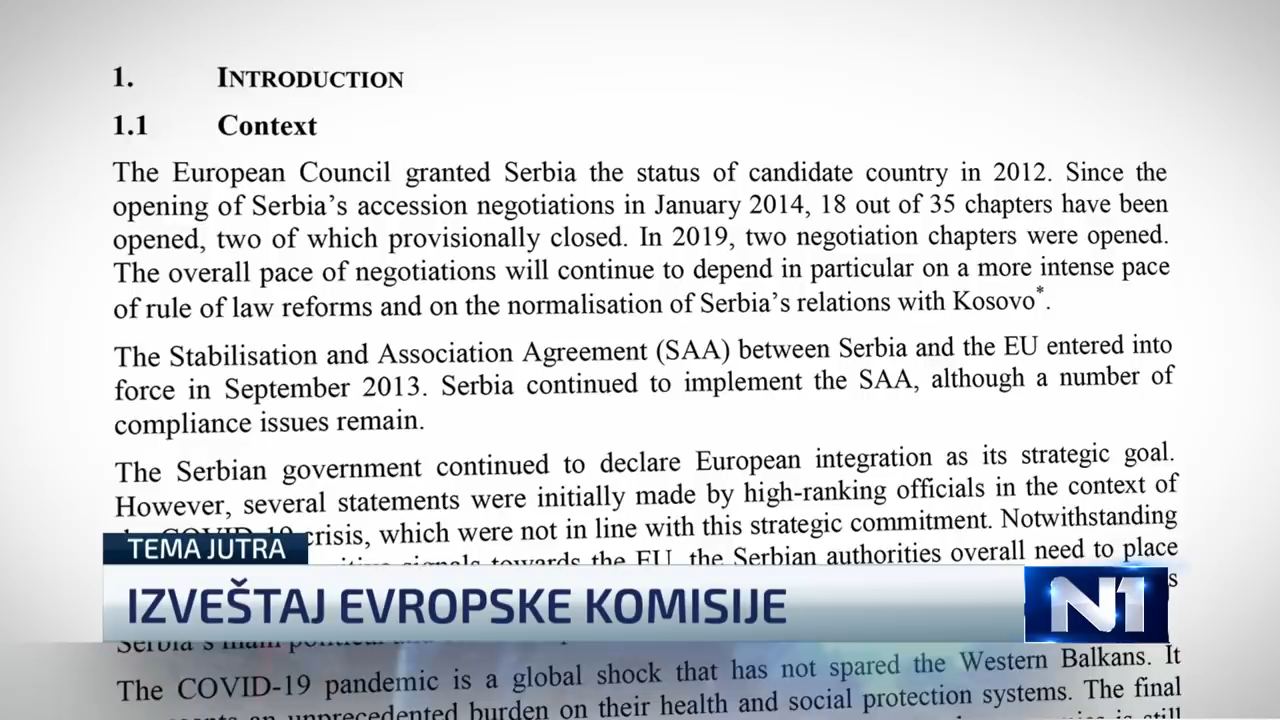 1. INTRODUCTION
1.1 Context
The European Council granted Serbia the status of candidate country in 2012. Since the
opening of Serbia's accession negotiations in January 2014, 18 out of 35 chapters have been
opened, two of which provisionally closed. In 2019, two negotiation chapters were opened.
The overall pace of negotiations will continue to depend in particular on a more intense pace
of rule of law reforms and on the normalisation of Serbia's relations with Kosovo*.
The Stabilisation and Association Agreement (SAA) between Serbia and the EU entered into
force in September 2013. Serbia continued to implement the SAA, although a number of
compliance issues remain.
The Serbian government continued to declare European integration as its strategic goal.
However, several statements were initially made by high-ranking officials in the context of
COVID-19 crisis, which were not in line with this strategic commitment. Notwithstanding
towards the EU, the Serbian authorities overall need to place
TEMA JUTRA
IZVEŠTAJ EVROPSKE KOMISIJE
N1
Serbia's main
The COVID-19 pandemic is a global shock that has not spared the Western Balkans. It
an unprecedented burden on their health and social protection systems. The final
is still